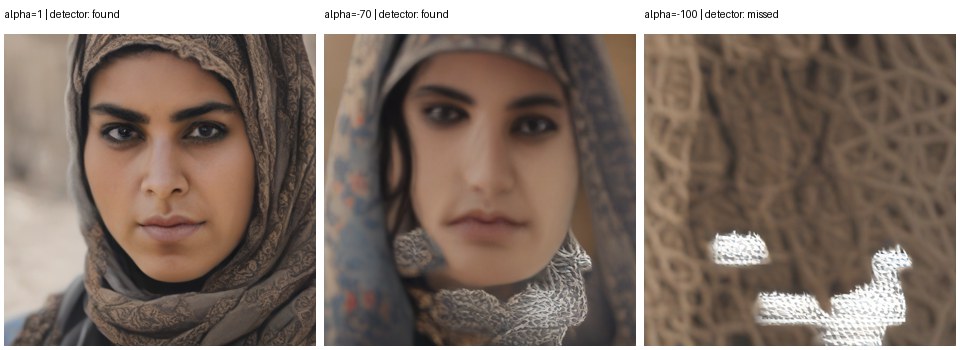 alpha=1 | detector: found
alpha=-70 | detector: found
alpha=-100 | detector: missed